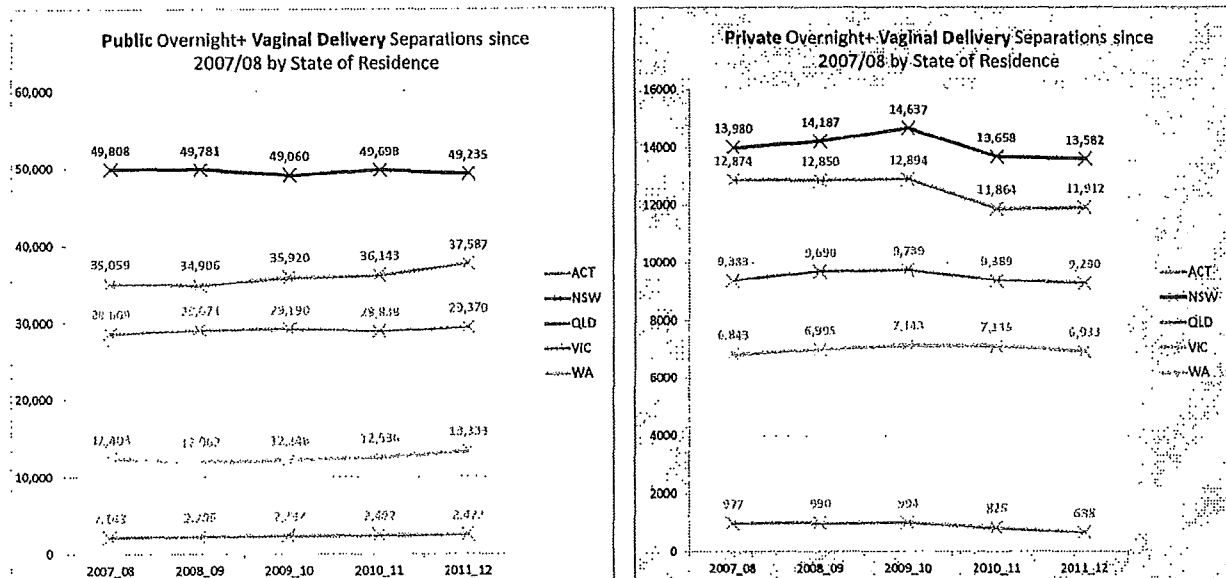 Public Overnight+ Vaginal Delivery Separations since
2007/08 by State of Residence
60,000
50,000
40,000
30,000
20,000
10,000
0
49,808 49,781 49,060 49,698 49,235
35,059 34,906 35,920 36,143 37,587
29,190 29,370
12,536
2007_08 2008_09 2009_10 2010_11 2011_12
ACT
NSW
QLD
VIC
WA
Private Overnight+ Vaginal Delivery Separations since
2007/08 by State of Residence
16000
14000
12000
10000
8000
6000
4000
2000
0
13,980 14,187 14,637 13,658 13,582
12,874 12,850 12,894 11,864 11,912
9,383 9,690 9,739 9,389
6,843 6,995
977 990 994
2007_08 2008_09 2009_10 2010_11 2011_12
ACT
NSW
QLD
VIC
WA